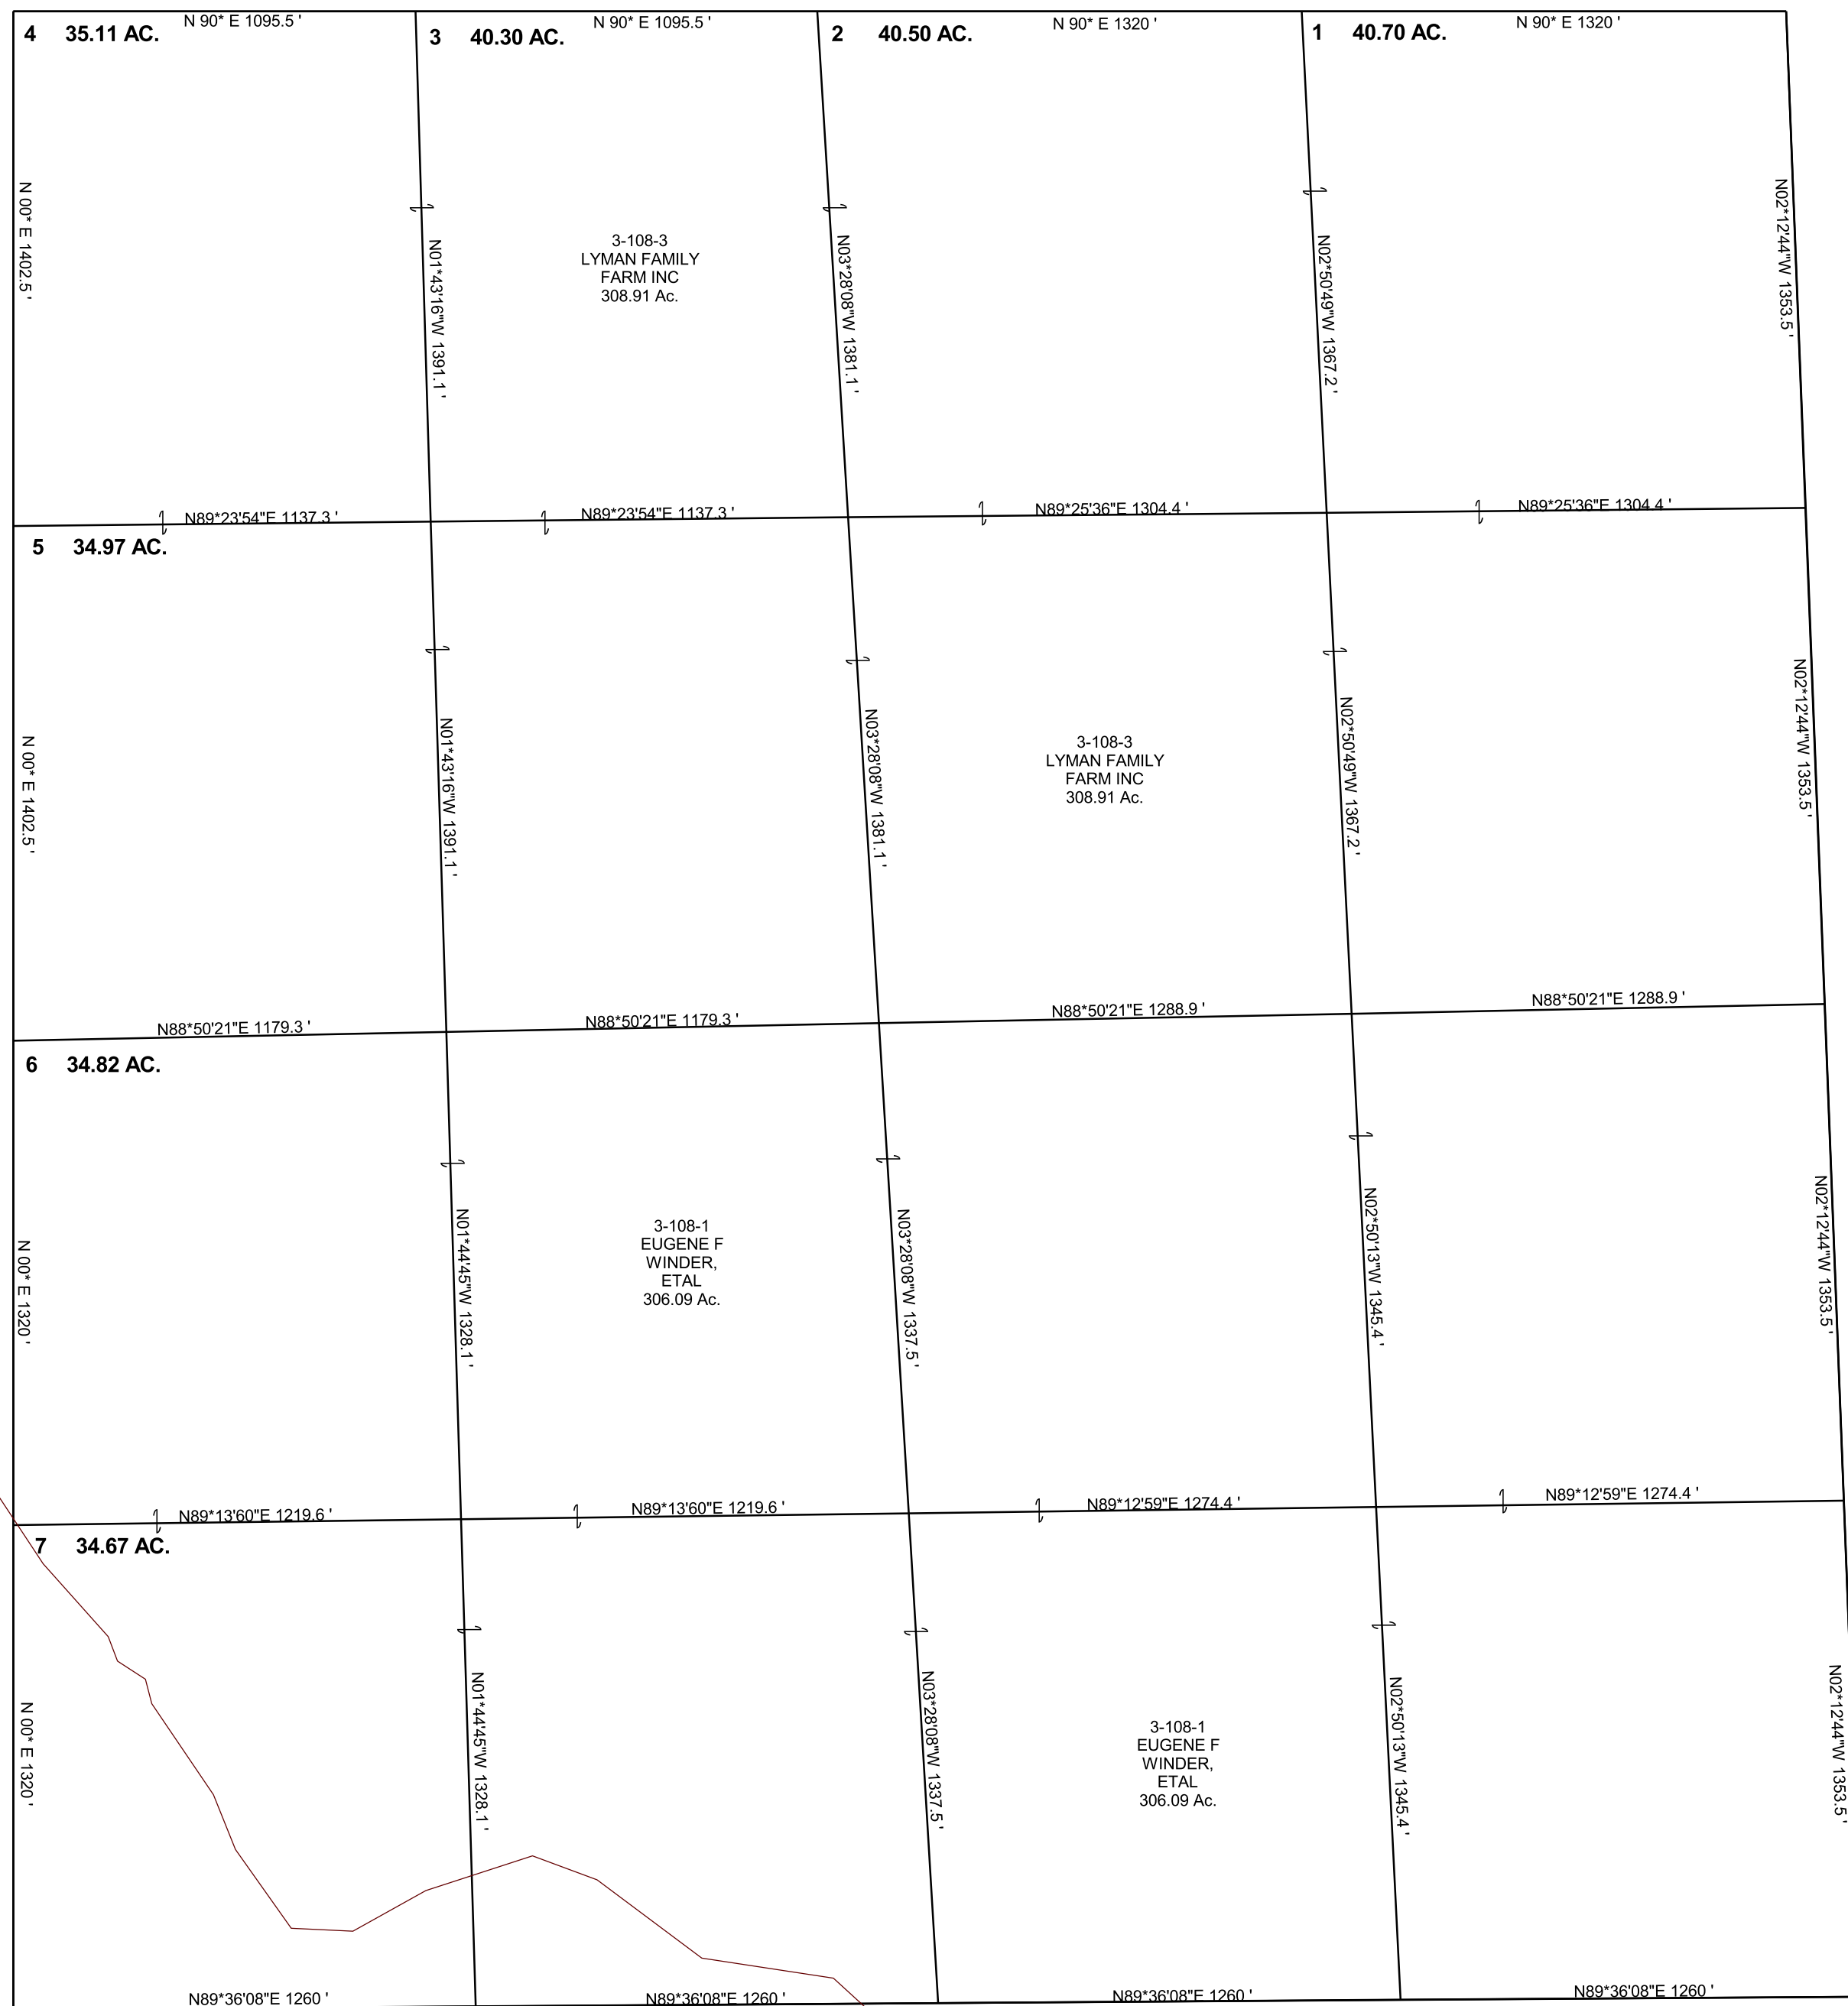 4 35.11 AC. N 90* E 1095.5 '
3 40.30 AC. N 90* E 1095.5 '
2 40.50 AC. N 90* E 1320 '
1 40.70 AC. N 90* E 1320 '
N 00* E 1402.5 '
N01*43'16"W 1391.1 '
3-108-3
LYMAN FAMILY
FARM INC
308.91 Ac.
N03*28'08"W 1381.1 '
N02*50'49"W 1367.2 '
N02*12'44"W 1353.5 '
N89*23'54"E 1137.3 '
N89*23'54"E 1137.3 '
N89*25'36"E 1304.4 '
N89*25'36"E 1304.4 '
5 34.97 AC.
N 00* E 1402.5 '
N01*43'16"W 1391.1 '
N03*28'08"W 1381.1 '
3-108-3
LYMAN FAMILY
FARM INC
308.91 Ac.
N02*50'49"W 1367.2 '
N02*12'44"W 1353.5 '
N88*50'21"E 1179.3 '
N88*50'21"E 1179.3 '
N88*50'21"E 1288.9 '
N88*50'21"E 1288.9 '
6 34.82 AC.
N 00* E 1320 '
N01*44'45"W 1328.1 '
3-108-1
EUGENE F
WINDER,
ETAL
306.09 Ac.
N03*28'08"W 1337.5 '
N02*50'13"W 1345.4 '
N02*12'44"W 1353.5 '
N89*13'60"E 1219.6 '
N89*13'60"E 1219.6 '
N89*12'59"E 1274.4 '
N89*12'59"E 1274.4 '
7 34.67 AC.
N 00* E 1320 '
N01*44'45"W 1328.1 '
N03*28'08"W 1337.5 '
3-108-1
EUGENE F
WINDER,
ETAL
306.09 Ac.
N02*50'13"W 1345.4 '
N02*12'44"W 1353.5 '
N89*36'08"E 1260 '
N89*36'08"E 1260 '
N89*36'08"E 1260 '
N89*36'08"E 1260 '